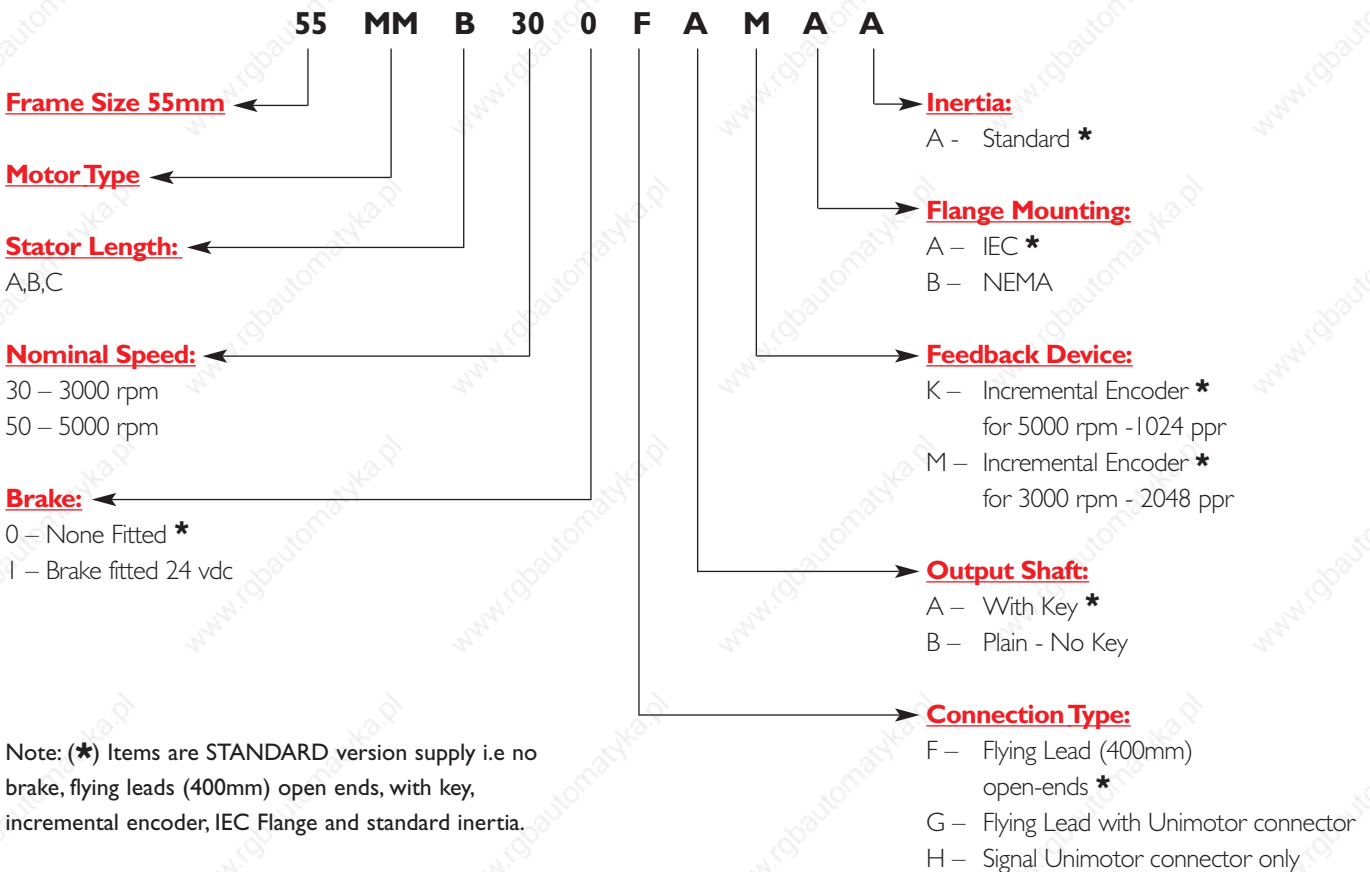 55 MM B 30 0 F A M A A
Frame Size 55mm
Motor Type
Stator Length:
A,B,C
Nominal Speed:
30 – 3000 rpm
50 – 5000 rpm
Brake:
0 – None Fitted *
1 – Brake fitted 24 vdc
Note: (*) Items are STANDARD version supply i.e no
brake, flying leads (400mm) open ends, with key,
incremental encoder, IEC Flange and standard inertia.
Inertia:
A - Standard *
Flange Mounting:
A – IEC *
B – NEMA
Feedback Device:
K – Incremental Encoder *
for 5000 rpm -1024 ppr
M – Incremental Encoder *
for 3000 rpm - 2048 ppr
Output Shaft:
A – With Key *
B – Plain - No Key
Connection Type:
F – Flying Lead (400mm)
open-ends *
G – Flying Lead with Unimotor connector
H – Signal Unimotor connector only
www.rgbautomatyka.pl